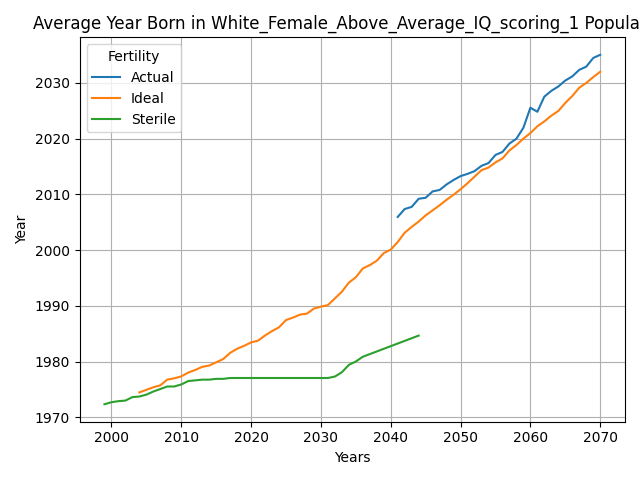 Average Year Born in White_Female_Above_Average_IQ_scoring_1 Popula
Fertility
Actual
Ideal
Sterile
2030
2020
2010
2000
1990
1980
1970
Year
2000 2010 2020 2030 2040 2050 2060 2070
Years